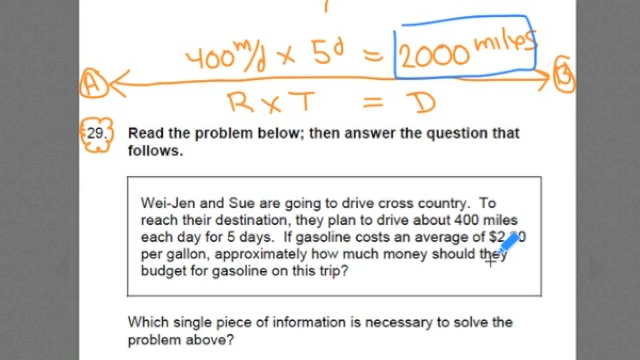 400 m/d × 5d = 2000 miles
A B
R × T = D
29. Read the problem below; then answer the question that
follows.
Wei-Jen and Sue are going to drive cross country. To
reach their destination, they plan to drive about 400 miles
each day for 5 days. If gasoline costs an average of
per gallon, approximately how much money should they
budget for gasoline on this trip?
Which single piece of information is necessary to solve the
problem above?